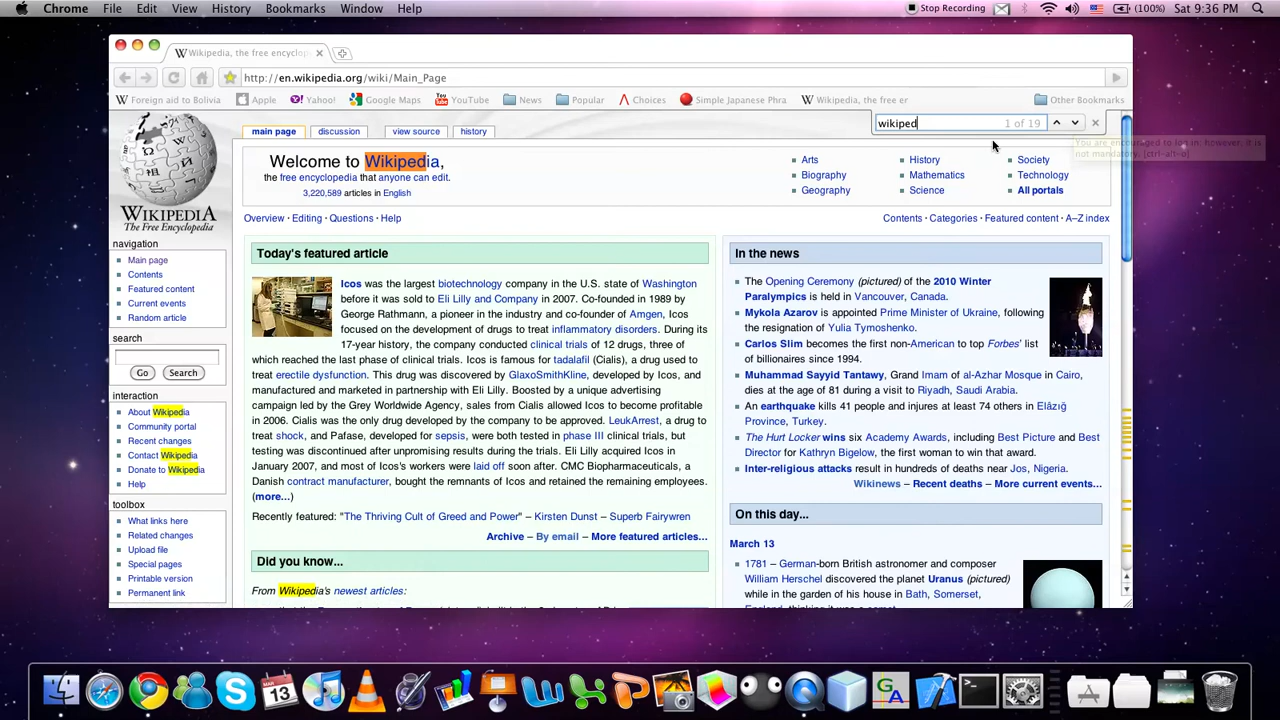 Chrome File Edit View History Bookmarks Window Help
Stop Recording (100%) Sat 9:36 PM
Wikipedia, the free encyclop
http://en.wikipedia.org/wiki/Main_Page
Foreign aid to Bolivia Apple Yahoo! Google Maps YouTube News Popular Choices Simple Japanese Phra Wikipedia, the free er Other Bookmarks
wikiped 1 of 19
You are encouraged to log in; however, it is
not mandatory. [ctrl-alt-o]
WIKIPEDIA
The Free Encyclopedia
navigation
Main page
Contents
Featured content
Current events
Random article
search
Go Search
interaction
About Wikipedia
Community portal
Recent changes
Contact Wikipedia
Donate to Wikipedia
Help
toolbox
What links here
Related changes
Upload file
Special pages
Printable version
Permanent link
main page discussion view source history
Welcome to Wikipedia,
the free encyclopedia that anyone can edit.
3,220,589 articles in English
Arts
Biography
Geography
History
Mathematics
Science
Society
Technology
All portals
Overview · Editing · Questions · Help
Contents · Categories · Featured content · A–Z index
Today's featured article
Icos was the largest biotechnology company in the U.S. state of Washington
before it was sold to Eli Lilly and Company in 2007. Co-founded in 1989 by
George Rathmann, a pioneer in the industry and co-founder of Amgen, Icos
focused on the development of drugs to treat inflammatory disorders. During its
17-year history, the company conducted clinical trials of 12 drugs, three of
which reached the last phase of clinical trials. Icos is famous for tadalafil (Cialis), a drug used to
treat erectile dysfunction. This drug was discovered by GlaxoSmithKline, developed by Icos, and
manufactured and marketed in partnership with Eli Lilly. Boosted by a unique advertising
campaign led by the Grey Worldwide Agency, sales from Cialis allowed Icos to become profitable
in 2006. Cialis was the only drug developed by the company to be approved. LeukArrest, a drug to
treat shock, and Pafase, developed for sepsis, were both tested in phase III clinical trials, but
testing was discontinued after unpromising results during the trials. Eli Lilly acquired Icos in
January 2007, and most of Icos's workers were laid off soon after. CMC Biopharmaceuticals, a
Danish contract manufacturer, bought the remnants of Icos and retained the remaining employees.
(more...)
Recently featured: "The Thriving Cult of Greed and Power" – Kirsten Dunst – Superb Fairywren
Archive – By email – More featured articles...
Did you know...
From Wikipedia's newest articles:
In the news
The Opening Ceremony (pictured) of the 2010 Winter
Paralympics is held in Vancouver, Canada.
Mykola Azarov is appointed Prime Minister of Ukraine, following
the resignation of Yulia Tymoshenko.
Carlos Slim becomes the first non-American to top Forbes' list
of billionaires since 1994.
Muhammad Sayyid Tantawy, Grand Imam of al-Azhar Mosque in Cairo,
dies at the age of 81 during a visit to Riyadh, Saudi Arabia.
An earthquake kills 41 people and injures at least 74 others in Elâzığ
Province, Turkey.
The Hurt Locker wins six Academy Awards, including Best Picture and Best
Director for Kathryn Bigelow, the first woman to win that award.
Inter-religious attacks result in hundreds of deaths near Jos, Nigeria.
Wikinews – Recent deaths – More current events...
On this day...
March 13
1781 – German-born British astronomer and composer
William Herschel discovered the planet Uranus (pictured)
while in the garden of his house in Bath, Somerset,
MAR
13